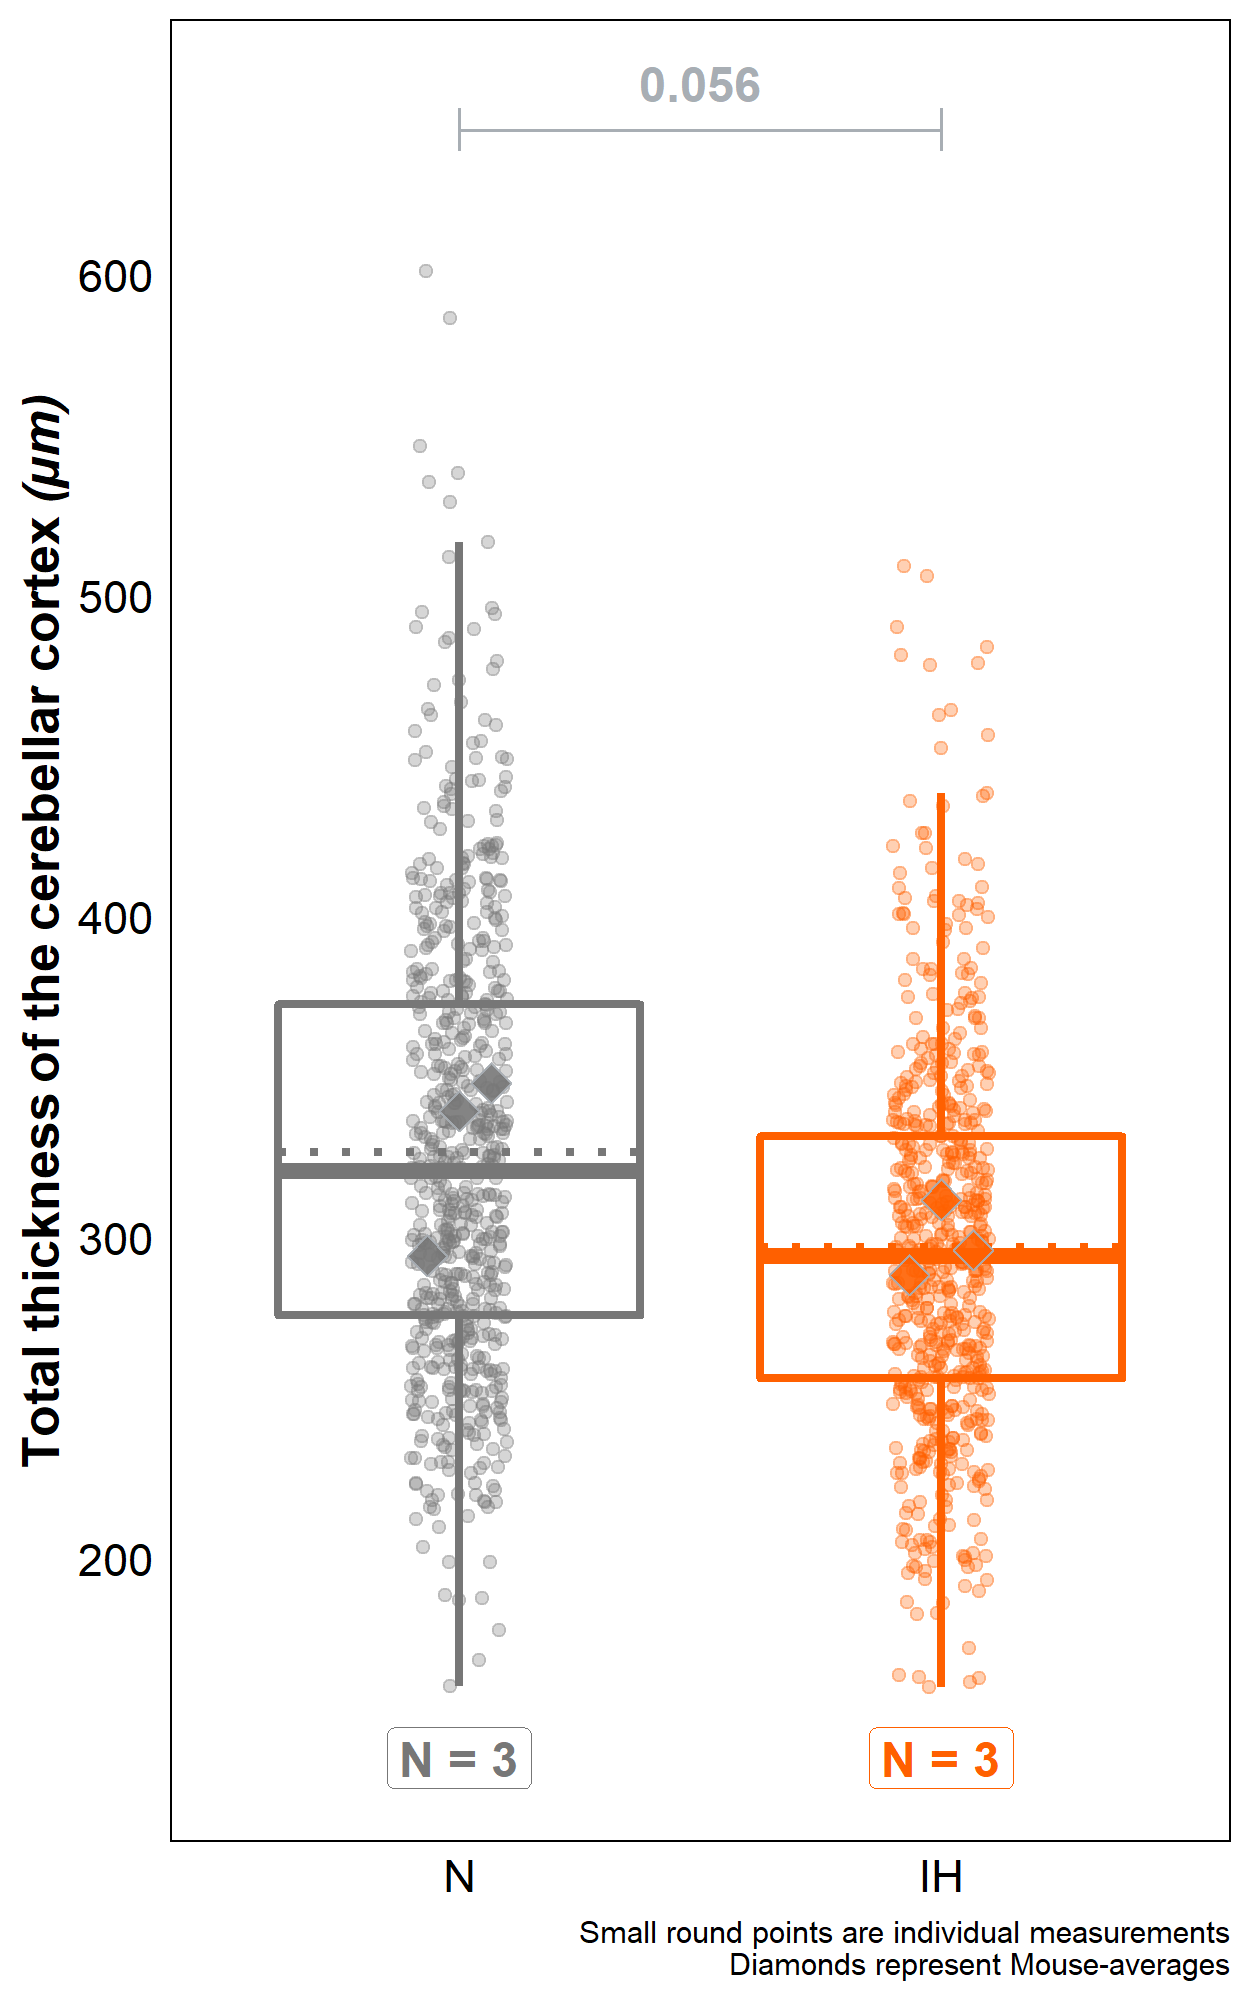 0.056
600
500
400
300
200
Total thickness of the cerebellar cortex (µm)
N = 3
N = 3
N
IH
Small round points are individual measurements
Diamonds represent Mouse-averages